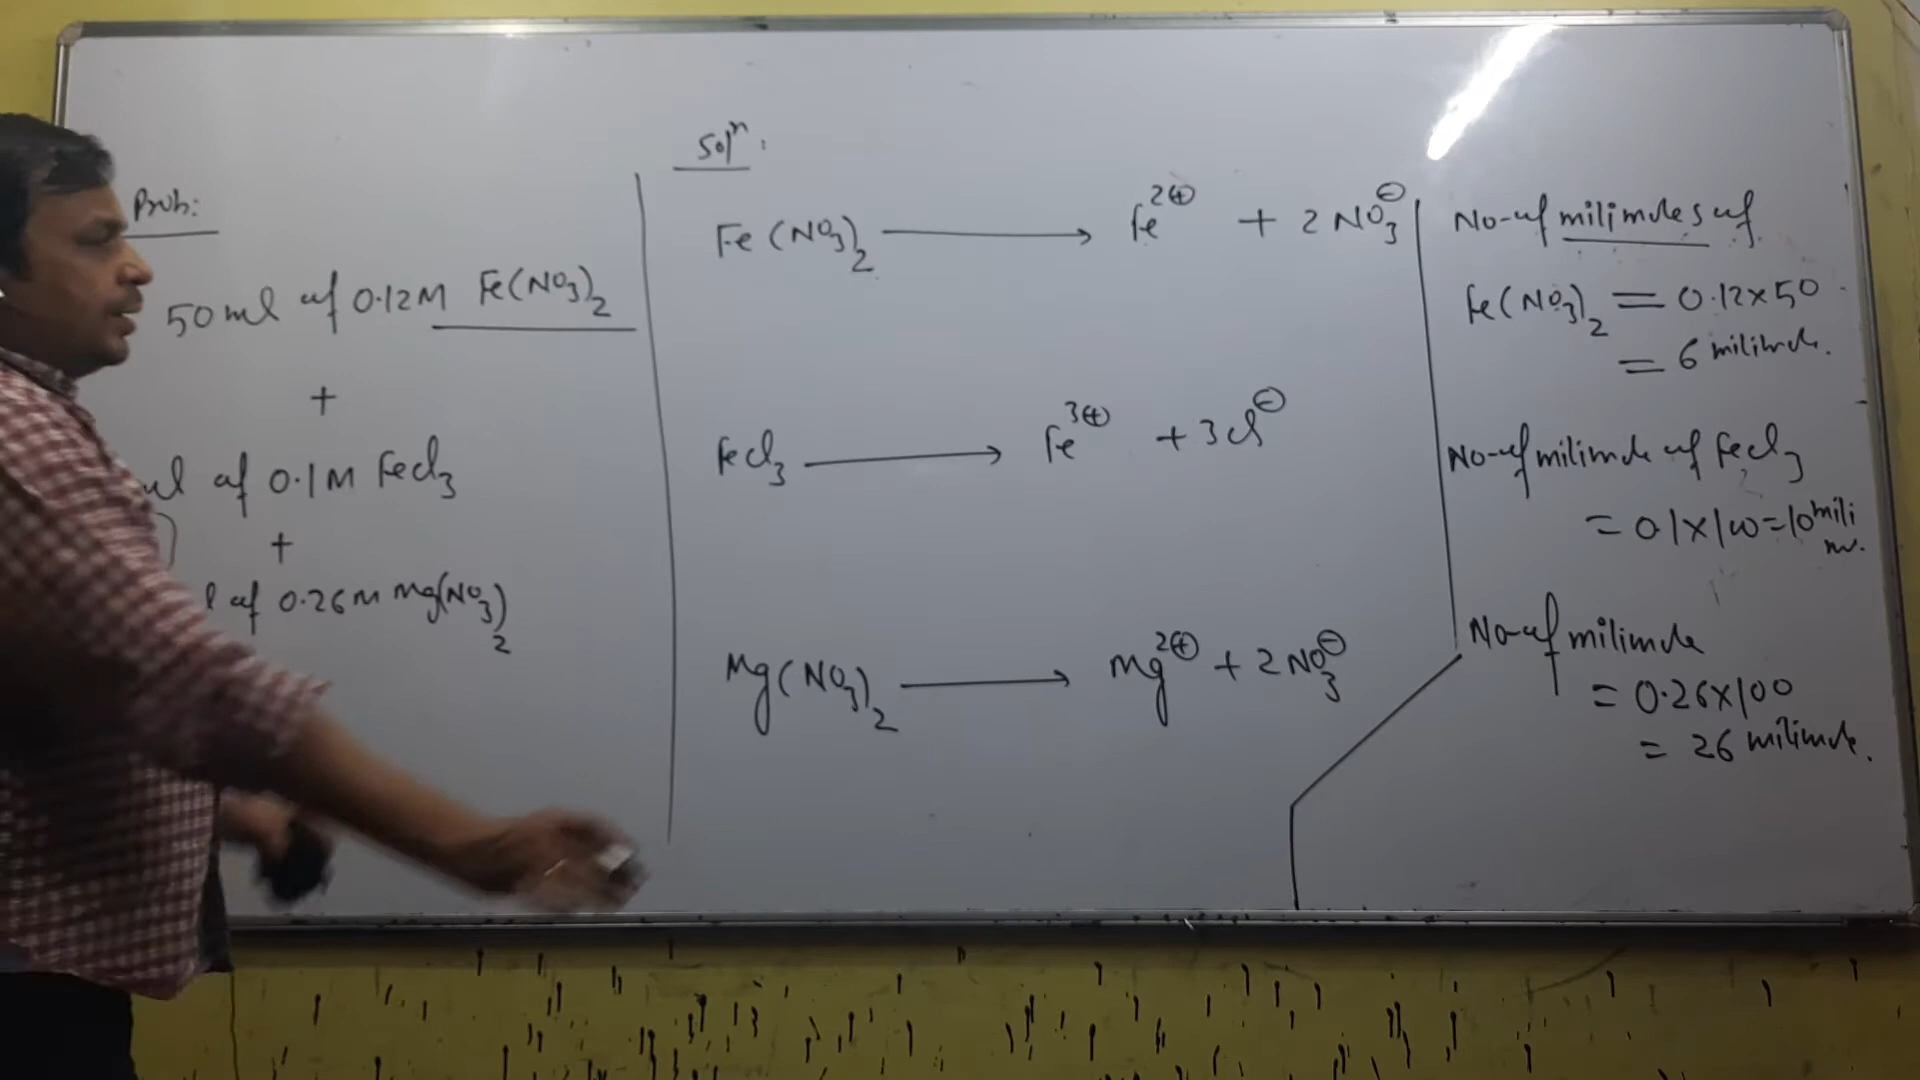 Prob:
50 ml of 0.12M Fe(NO3)2
+
ml of 0.1M FeCl3
+
l of 0.26M Mg(NO3)2
Solⁿ:
Fe(NO3)2 ⟶ Fe²⊕ + 2NO3⊖
FeCl3 ⟶ Fe³⊕ + 3Cl⊖
Mg(NO3)2 ⟶ Mg²⊕ + 2NO3⊖
No-of milimoles of
Fe(NO3)2 = 0.12×50
= 6 milimole.
No-of milimole of FeCl3
= 0.1×100=10 mili
m.
No-of milimole
= 0.26×100
= 26 milimole.